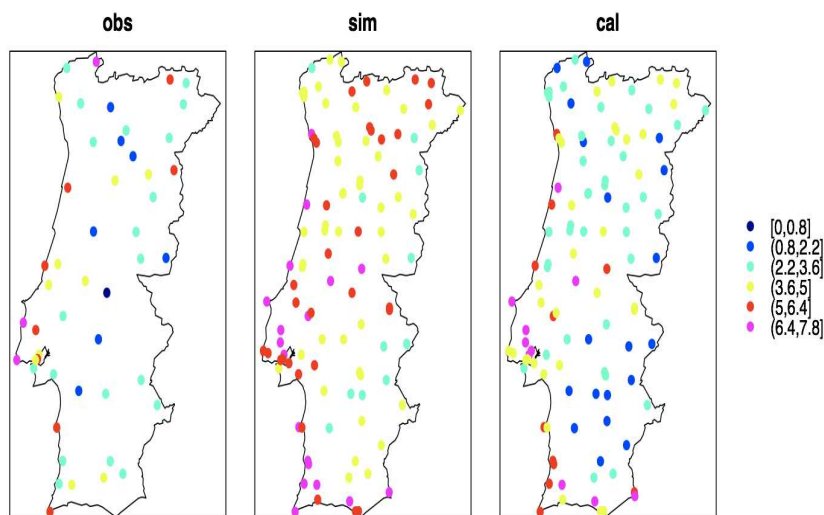 obs
sim
cal
[0,0.8]
(0.8,2.2]
(2.2,3.6]
(3.6,5]
(5,6.4]
(6.4,7.8]